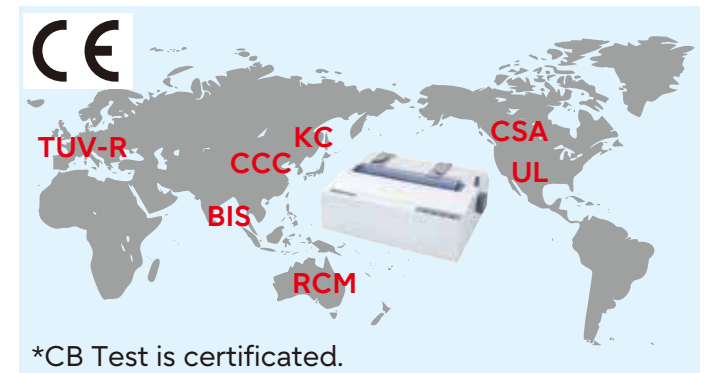 CE
TUV-R
KC
CCC
BIS
CSA
UL
RCM
*CB Test is certificated.